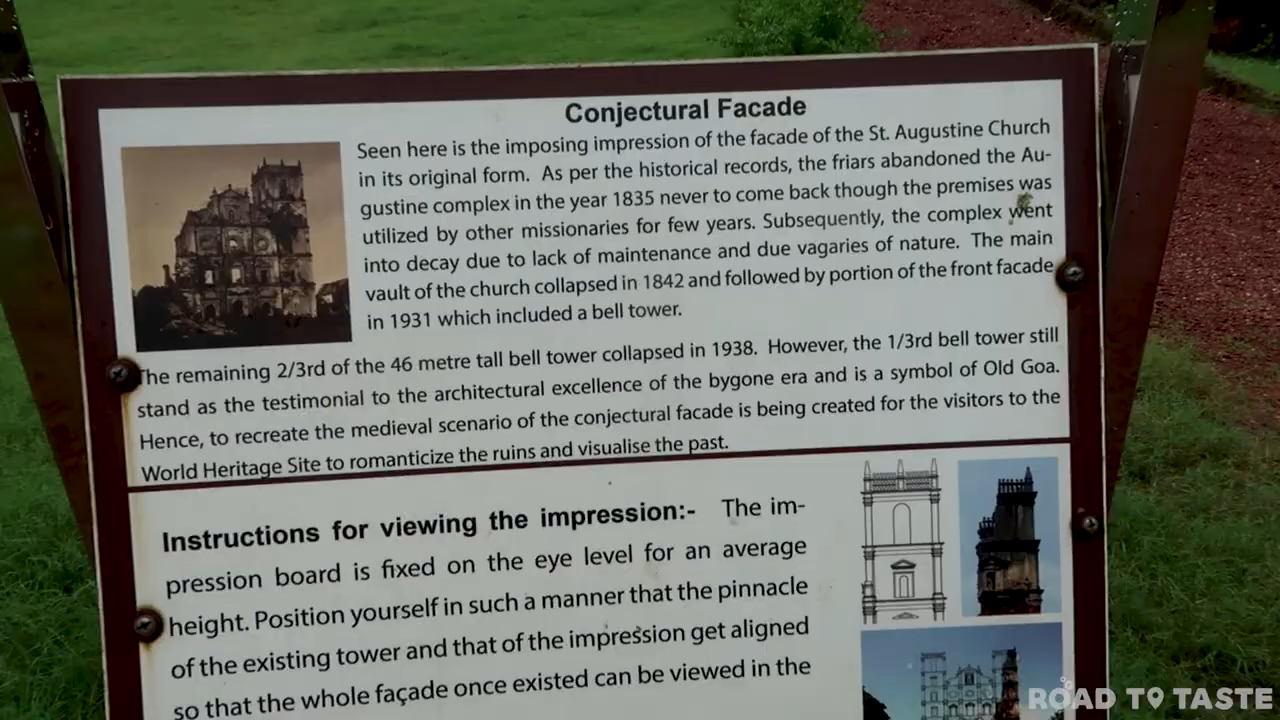 Conjectural Facade
Seen here is the imposing impression of the facade of the St. Augustine Church
in its original form. As per the historical records, the friars abandoned the Au-
gustine complex in the year 1835 never to come back though the premises was
utilized by other missionaries for few years. Subsequently, the complex went
into decay due to lack of maintenance and due vagaries of nature. The main
vault of the church collapsed in 1842 and followed by portion of the front facade
in 1931 which included a bell tower.
The remaining 2/3rd of the 46 metre tall bell tower collapsed in 1938. However, the 1/3rd bell tower still
stand as the testimonial to the architectural excellence of the bygone era and is a symbol of Old Goa.
Hence, to recreate the medieval scenario of the conjectural facade is being created for the visitors to the
World Heritage Site to romanticize the ruins and visualise the past.
Instructions for viewing the impression:- The im-
pression board is fixed on the eye level for an average
height. Position yourself in such a manner that the pinnacle
of the existing tower and that of the impression get aligned
so that the whole façade once existed can be viewed in the
ROAD TO TASTE